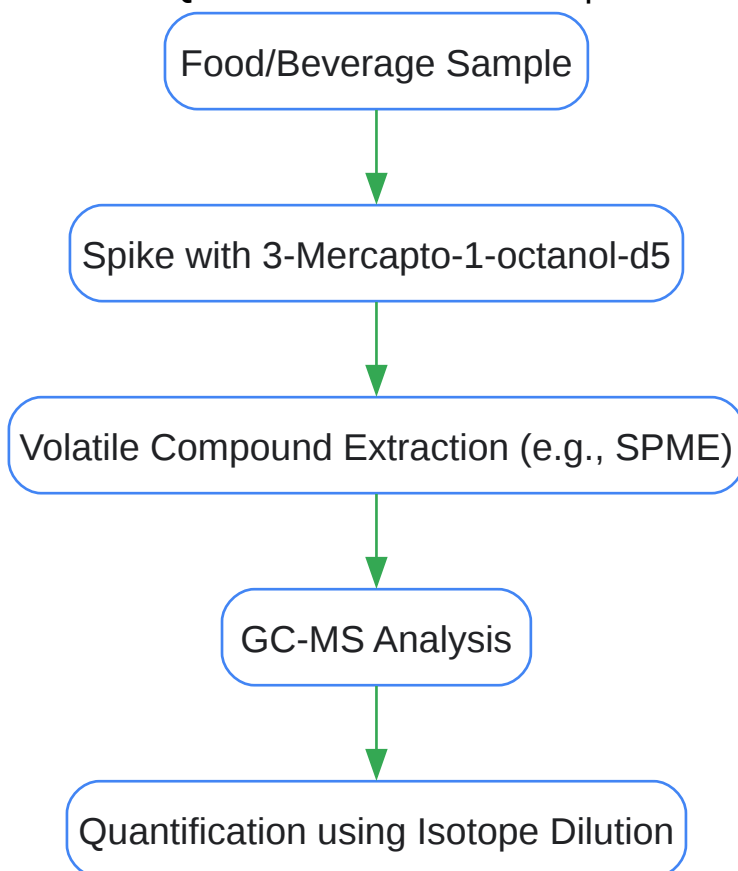 Food/Beverage Sample
Spike with 3-Mercapto-1-octanol-d5
Volatile Compound Extraction (e.g., SPME)
GC-MS Analysis
Quantification using Isotope Dilution